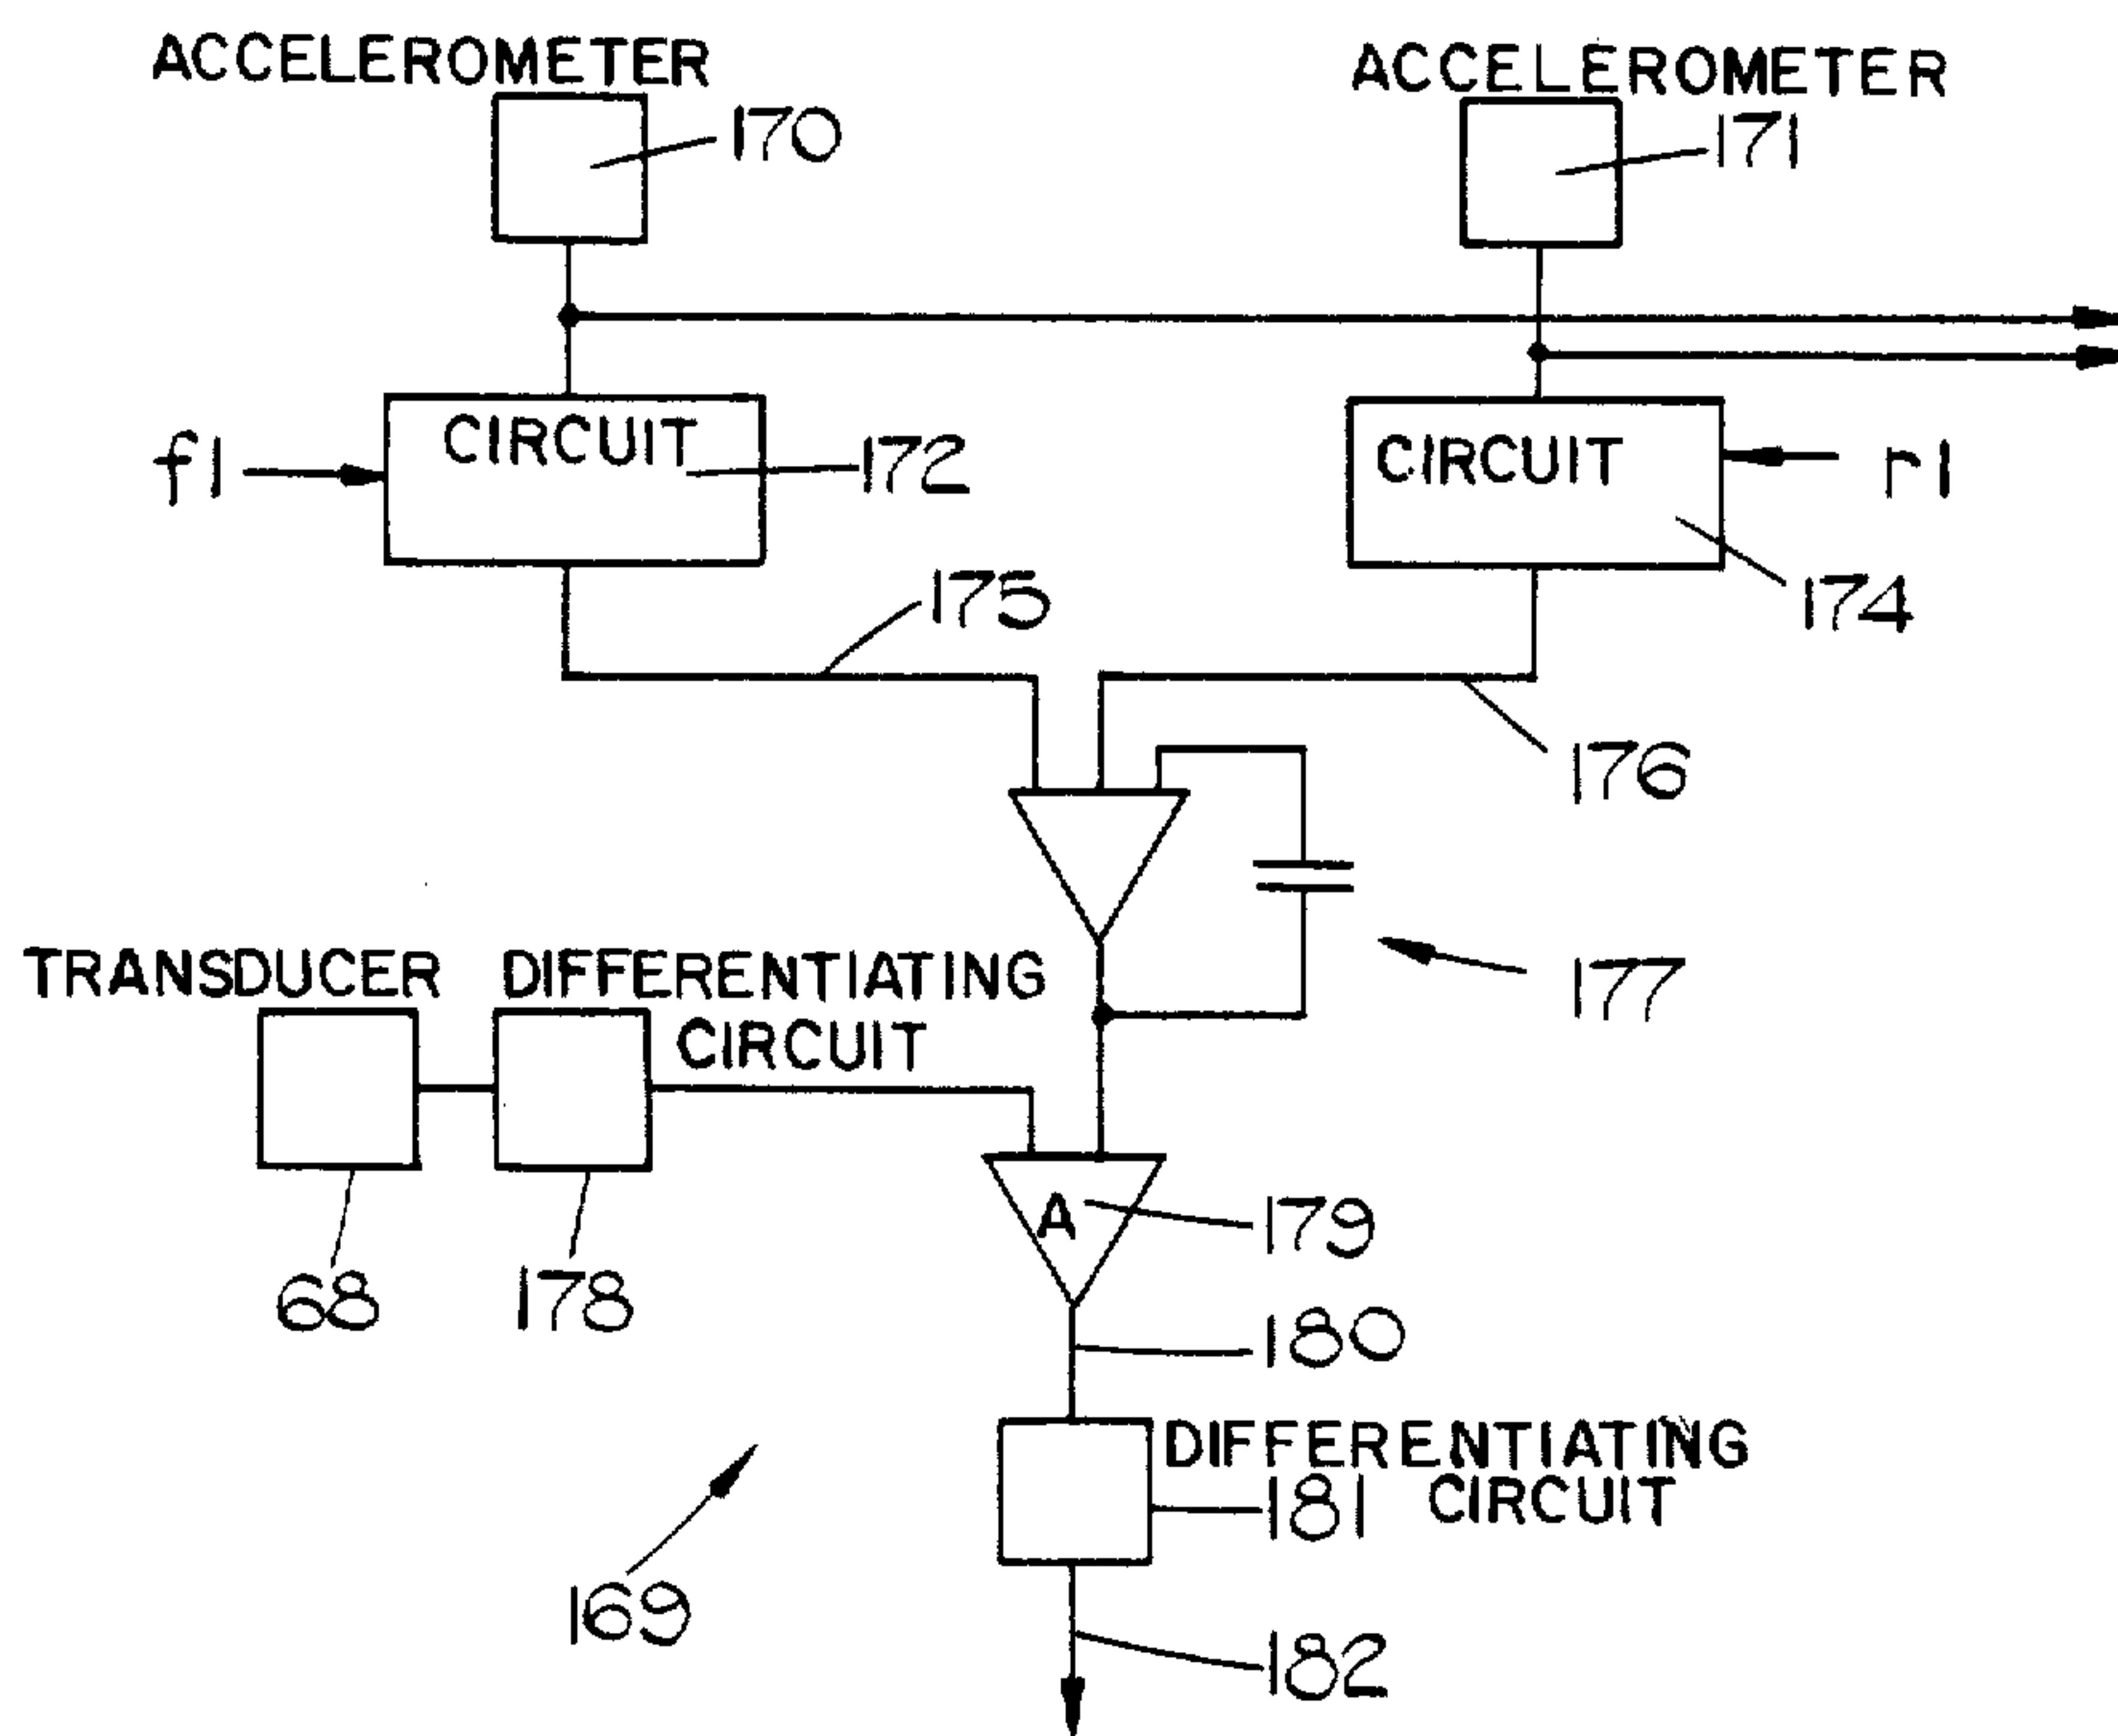 ACCELEROMETER
ACCELEROMETER
170
171
f1
CIRCUIT
172
CIRCUIT
r1
174
175
176
177
TRANSDUCER
DIFFERENTIATING
CIRCUIT
68
178
A
179
180
DIFFERENTIATING
181 CIRCUIT
169
182